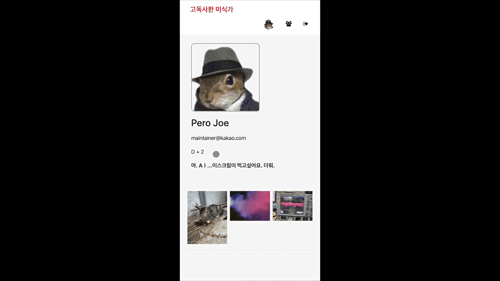 고독사한 미식가
Pero Joe
maintainer@kakao.com
D + 2
아. A ) ...이스크림이 먹고싶어요. 더워.